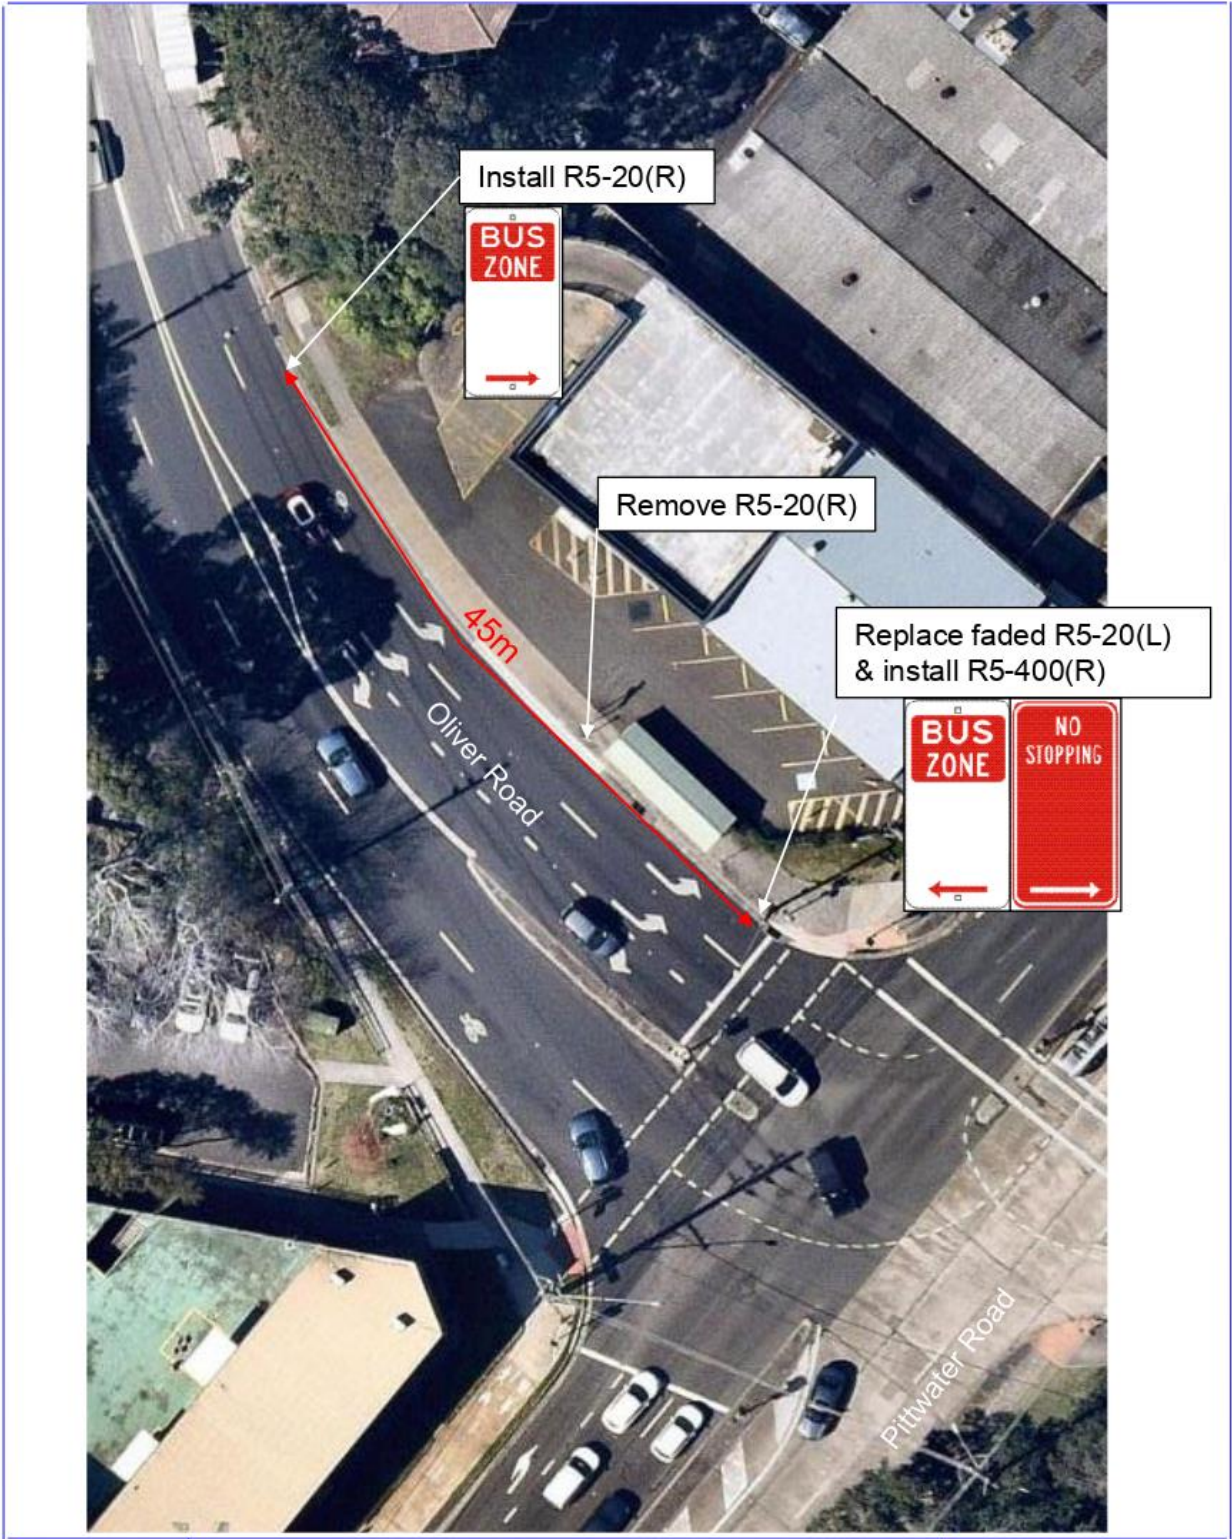 Install R5-20(R)
BUS
ZONE
Remove R5-20(R)
45m
Replace faded R5-20(L)
& install R5-400(R)
BUS
ZONE
NO
STOPPING
Oliver Road
Pittwater Road